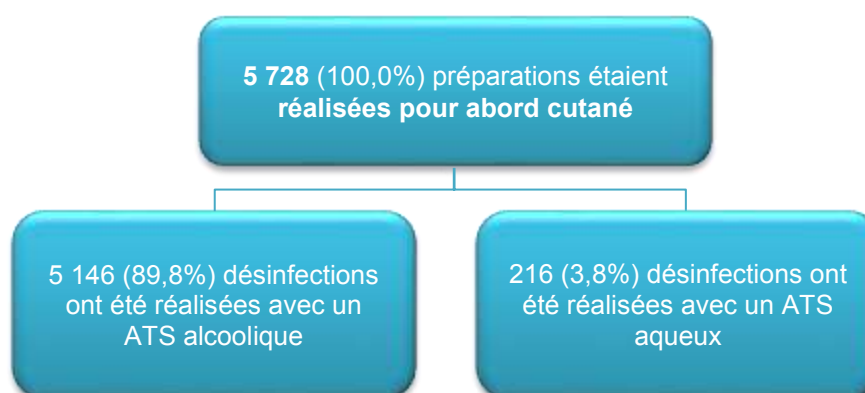 5 728 (100,0%) préparations étaient
réalisées pour abord cutané
5 146 (89,8%) désinfections
ont été réalisées avec un
ATS alcoolique
216 (3,8%) désinfections ont
été réalisées avec un ATS
aqueux